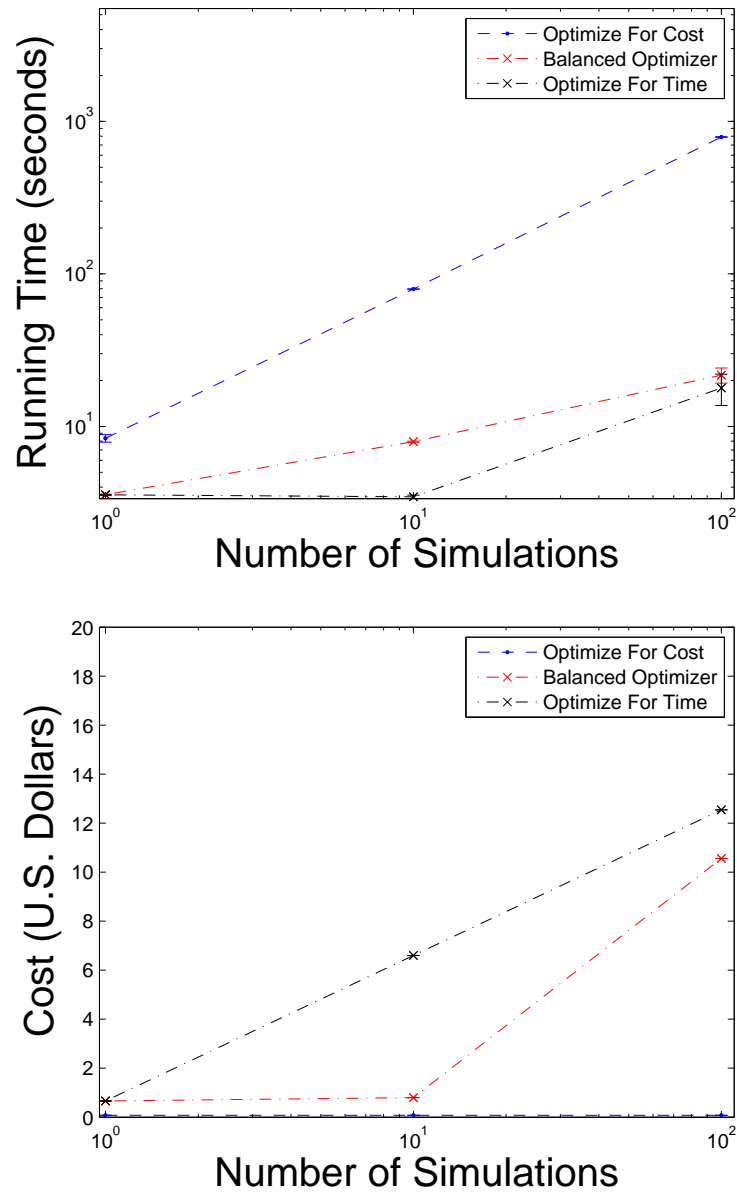 Optimize For Cost
Balanced Optimizer
Optimize For Time
Running Time (seconds)
10^3
10^2
10^1
10^0
10^1
10^2
Number of Simulations
Optimize For Cost
Balanced Optimizer
Optimize For Time
Cost (U.S. Dollars)
20
18
16
14
12
10
8
6
4
2
0
10^0
10^1
10^2
Number of Simulations